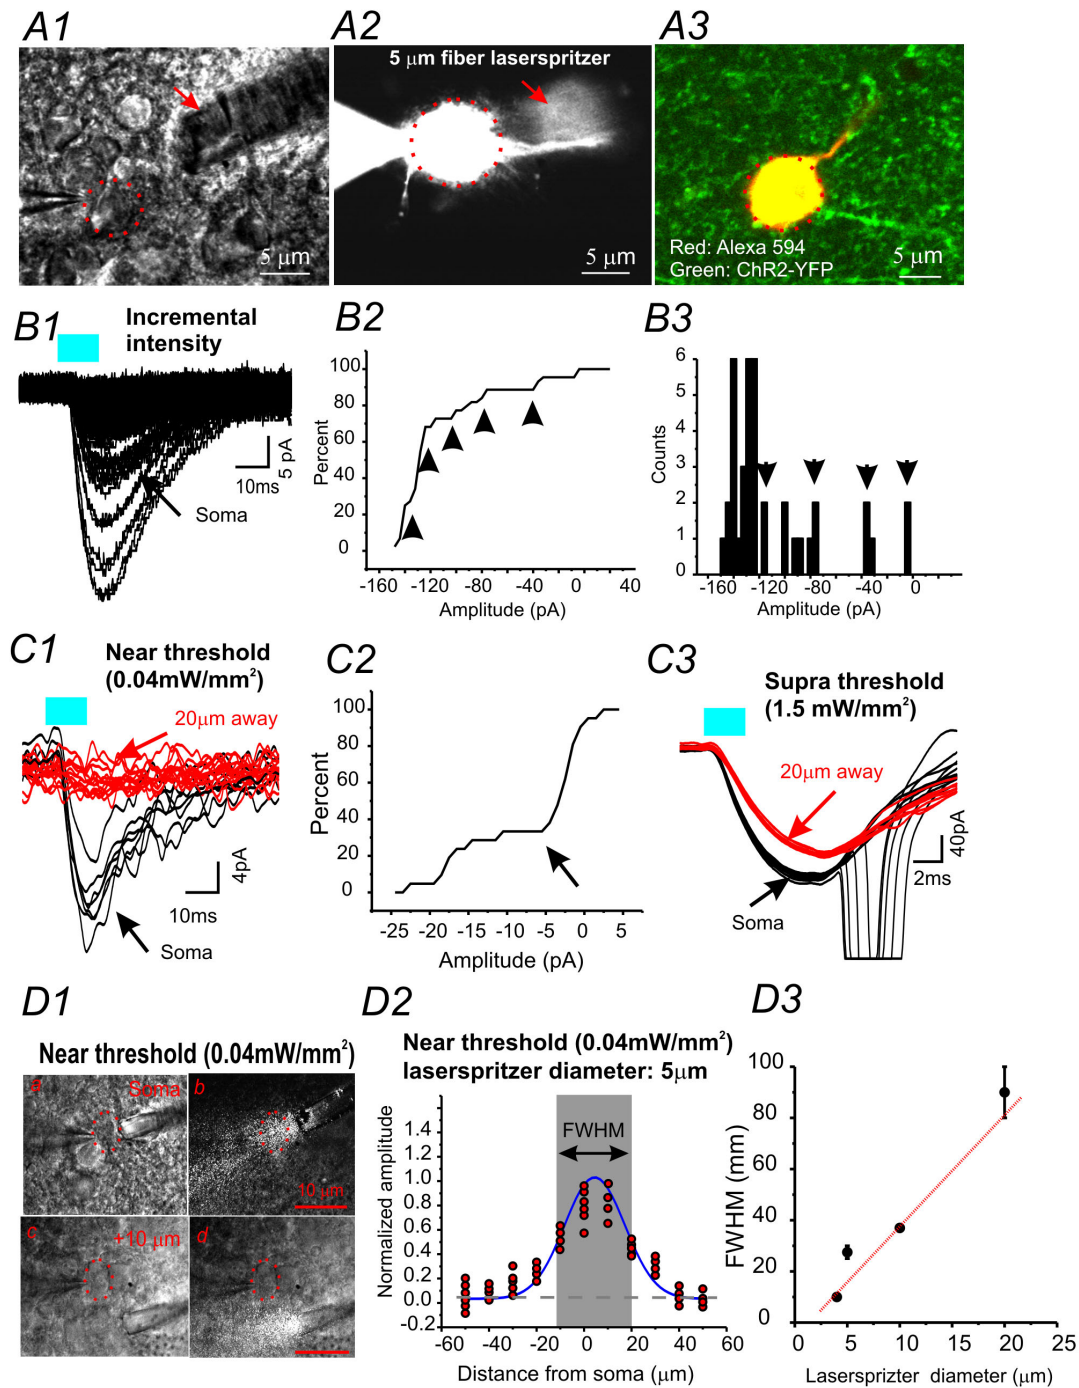 A1
A2
A3
5 μm fiber laserspritzer
5 μm
5 μm
Red: Alexa 594
Green: ChR2-YFP
5 μm
B1
Incremental
intensity
5 pA
10ms
Soma
B2
100
80
60
40
20
0
Percent
-160 -120 -80 -40 0 40
Amplitude (pA)
B3
6
5
4
3
2
1
0
Counts
-160 -120 -80 -40 0
Amplitude (pA)
C1
Near threshold
(0.04mW/mm²)
20μm away
4pA
10ms
Soma
C2
100
80
60
40
20
0
Percent
-25 -20 -15 -10 -5 0 5
Amplitude (pA)
C3
Supra threshold
(1.5 mW/mm²)
20μm away
40pA
2ms
Soma
D1
Near threshold (0.04mW/mm²)
a
Soma
b
10 μm
c
+10 μm
d
D2
Near threshold (0.04mW/mm²)
laserspritzer diameter: 5μm
FWHM
1.4
1.2
1.0
0.8
0.6
0.4
0.2
0.0
-0.2
Normalized amplitude
-60 -40 -20 0 20 40 60
Distance from soma (μm)
D3
100
80
60
40
20
0
FWHM (mm)
0 5 10 15 20 25
Lasersprizter diameter (μm)